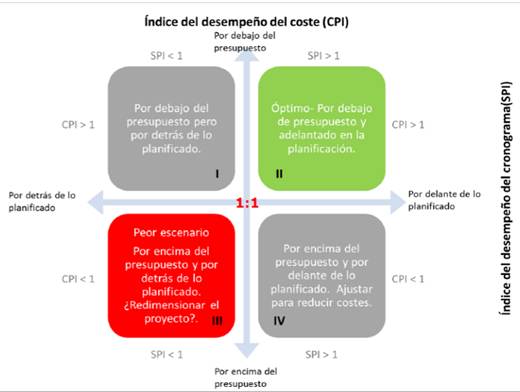 Índice del desempeño del coste (CPI)
Por debajo del
presupuesto
SPI < 1
SPI > 1
CPI > 1
Por debajo del
presupuesto pero
por detrás de lo
planificado.
I
Óptimo- Por debajo
de presupuesto y
adelantado en la
planificación.
II
CPI > 1
Por detrás de lo
planificado
1:1
Por delante de lo
planificado
CPI < 1
Peor escenario
Por encima del
presupuesto y por
detrás de lo
planificado.
¿Redimensionar el
proyecto?.
III
Por encima del
presupuesto y por
delante de lo
planificado. Ajustar
para reducir costes.
IV
CPI < 1
SPI < 1
SPI > 1
Por encima del
presupuesto
Índice del desempeño del cronograma(SPI)